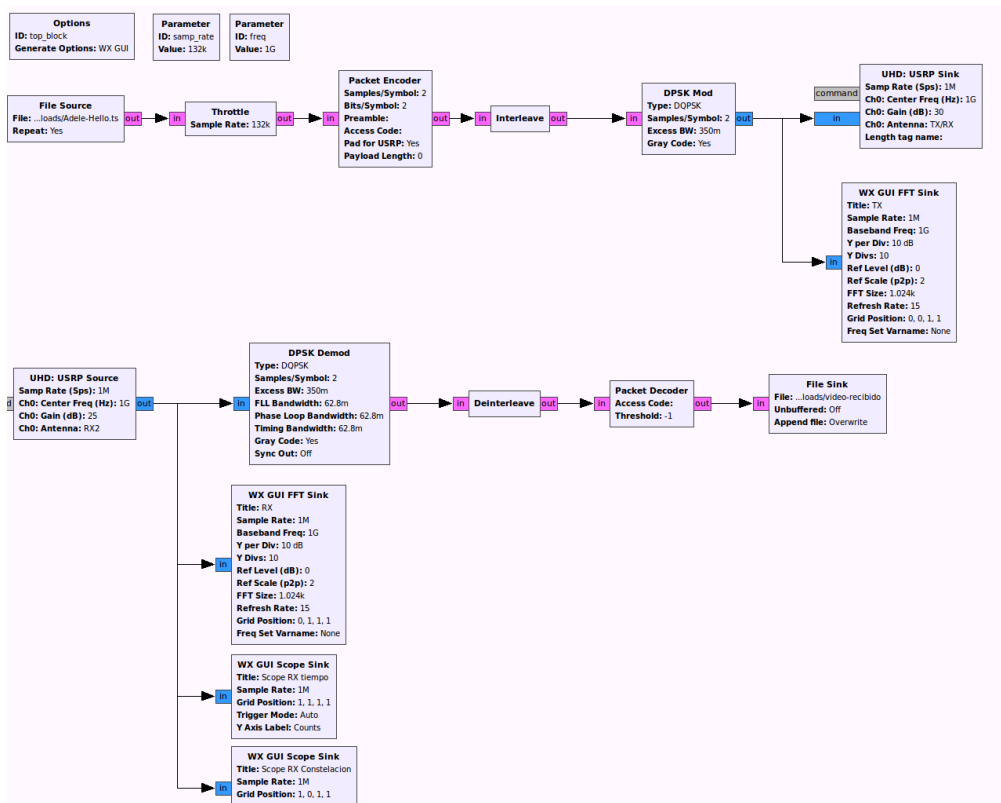 Options
ID: top_block
Generate Options: WX GUI
Parameter
ID: samp_rate
Value: 132k
Parameter
ID: freq
Value: 1G
File Source
File: ...loads/Adele-Hello.ts
Repeat: Yes
out
in
Throttle
Sample Rate: 132k
out
in
Packet Encoder
Samples/Symbol: 2
Bits/Symbol: 2
Preamble:
Access Code:
Pad for USRP: Yes
Payload Length: 0
out
in
Interleave
out
in
DPSK Mod
Type: DQPSK
Samples/Symbol: 2
Excess BW: 350m
Gray Code: Yes
out
command
in
UHD: USRP Sink
Samp Rate (Sps): 1M
Ch0: Center Freq (Hz): 1G
Ch0: Gain (dB): 30
Ch0: Antenna: TX/RX
Length tag name:
in
WX GUI FFT Sink
Title: TX
Sample Rate: 1M
Baseband Freq: 1G
Y per Div: 10 dB
Y Divs: 10
Ref Level (dB): 0
Ref Scale (p2p): 2
FFT Size: 1.024k
Refresh Rate: 15
Grid Position: 0, 0, 1, 1
Freq Set Varname: None
d
UHD: USRP Source
Samp Rate (Sps): 1M
Ch0: Center Freq (Hz): 1G
Ch0: Gain (dB): 25
Ch0: Antenna: RX2
out
in
DPSK Demod
Type: DQPSK
Samples/Symbol: 2
Excess BW: 350m
FLL Bandwidth: 62.8m
Phase Loop Bandwidth: 62.8m
Timing Bandwidth: 62.8m
Gray Code: Yes
Sync Out: Off
out
in
Deinterleave
out
in
Packet Decoder
Access Code:
Threshold: -1
out
in
File Sink
File: ...loads/video-recibido
Unbuffered: Off
Append file: Overwrite
in
WX GUI FFT Sink
Title: RX
Sample Rate: 1M
Baseband Freq: 1G
Y per Div: 10 dB
Y Divs: 10
Ref Level (dB): 0
Ref Scale (p2p): 2
FFT Size: 1.024k
Refresh Rate: 15
Grid Position: 0, 1, 1, 1
Freq Set Varname: None
in
WX GUI Scope Sink
Title: Scope RX tiempo
Sample Rate: 1M
Grid Position: 1, 1, 1, 1
Trigger Mode: Auto
Y Axis Label: Counts
in
WX GUI Scope Sink
Title: Scope RX Constelacion
Sample Rate: 1M
Grid Position: 1, 0, 1, 1